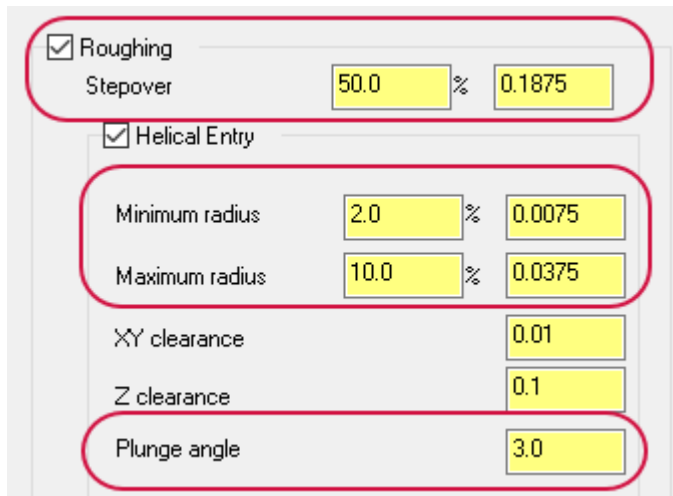 Roughing
Stepover 50.0 % 0.1875
Helical Entry
Minimum radius 2.0 % 0.0075
Maximum radius 10.0 % 0.0375
XY clearance 0.01
Z clearance 0.1
Plunge angle 3.0